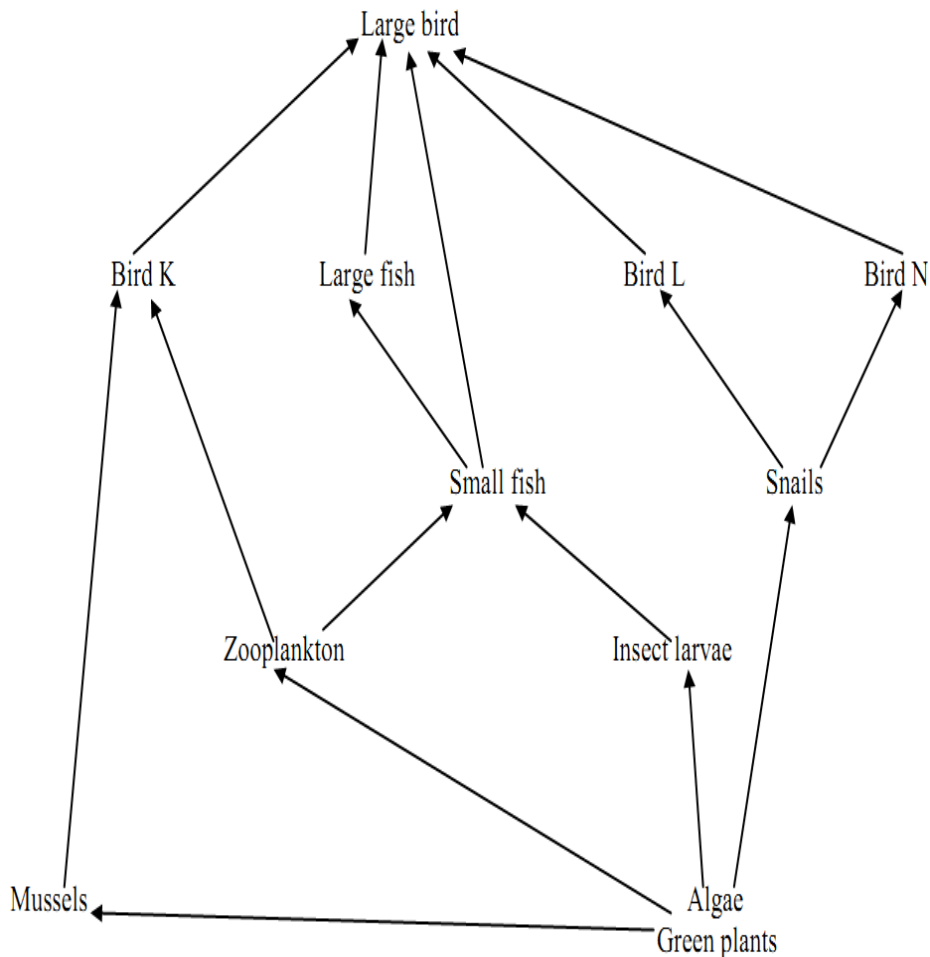 Large bird
Bird K
Large fish
Bird L
Bird N
Small fish
Snails
Zooplankton
Insect larvae
Mussels
Algae
Green plants